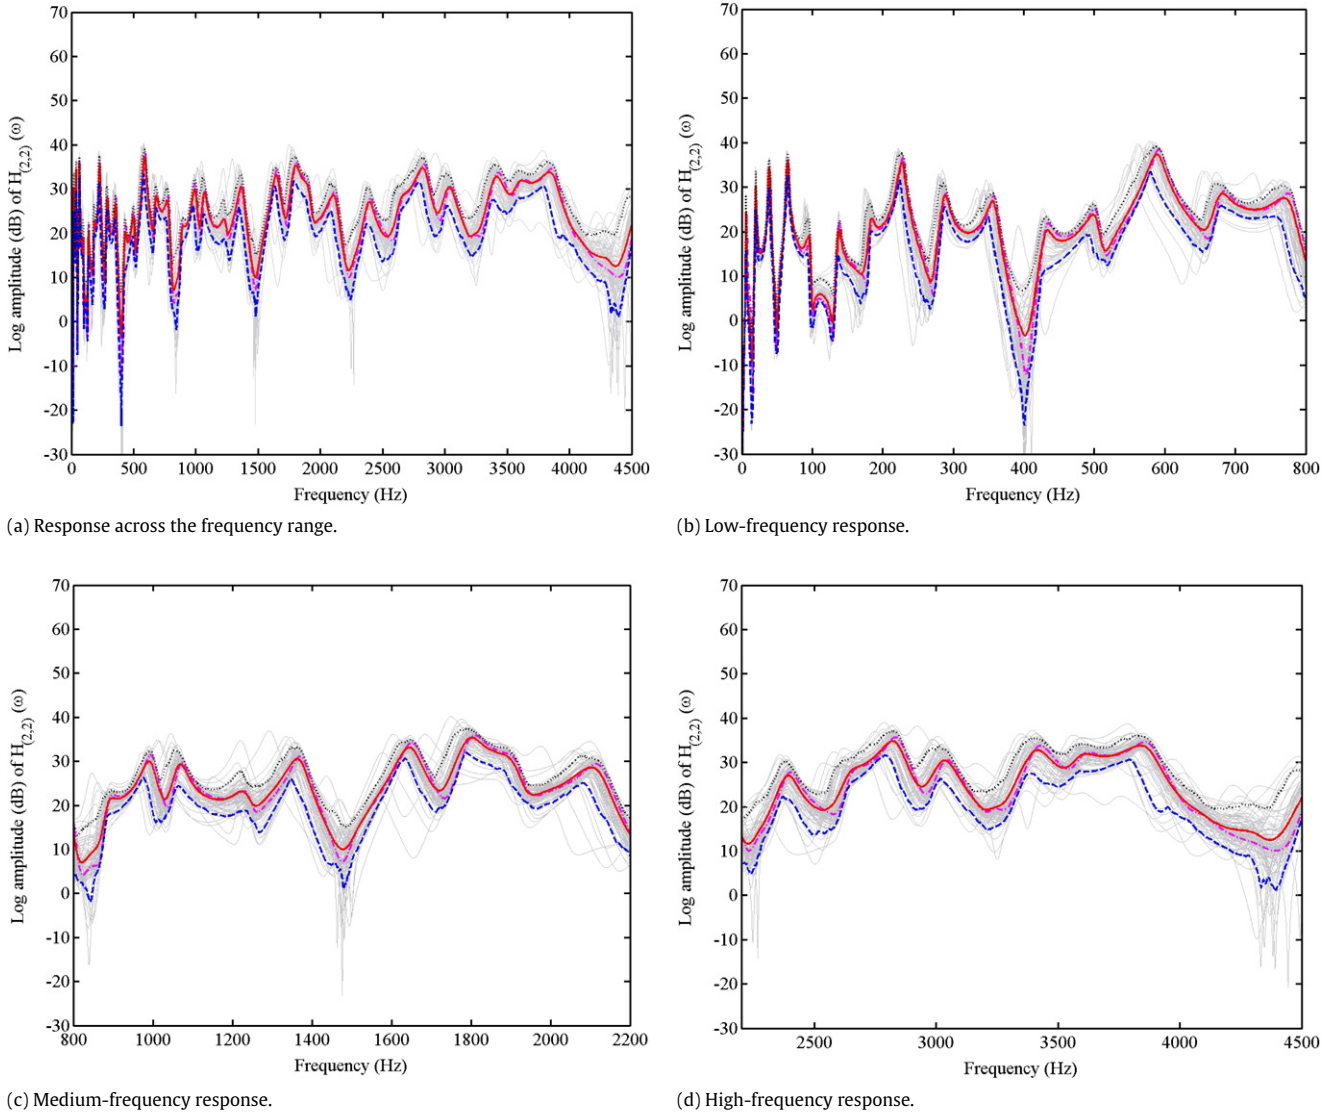 70
60
50
40
30
20
10
0
-10
-20
-30
0 500 1000 1500 2000 2500 3000 3500 4000 4500
Log amplitude (dB) of H(2,2) (ω)
Frequency (Hz)
(a) Response across the frequency range.
70
60
50
40
30
20
10
0
-10
-20
-30
0 100 200 300 400 500 600 700 800
Log amplitude (dB) of H(2,2) (ω)
Frequency (Hz)
(b) Low-frequency response.
70
60
50
40
30
20
10
0
-10
-20
-30
800 1000 1200 1400 1600 1800 2000 2200
Log amplitude (dB) of H(2,2) (ω)
Frequency (Hz)
(c) Medium-frequency response.
70
60
50
40
30
20
10
0
-10
-20
-30
2500 3000 3500 4000 4500
Log amplitude (dB) of H(2,2) (ω)
Frequency (Hz)
(d) High-frequency response.